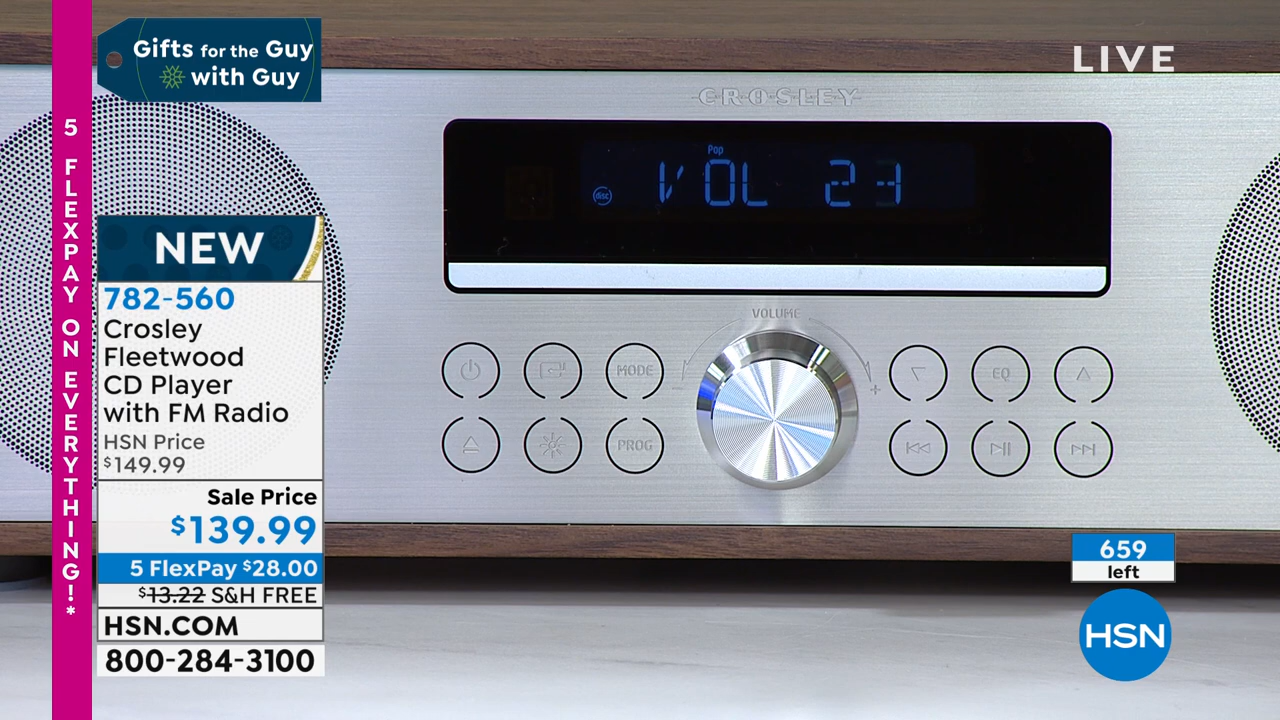 Gifts for the Guy
with Guy
LIVE
5 FLEXPAY ON EVERYTHING!*
CROSLEY
Pop
disc
VOL 23
NEW
782-560
Crosley
Fleetwood
CD Player
with FM Radio
HSN Price
$149.99
Sale Price
$139.99
5 FlexPay $28.00
$13.22 S&H FREE
HSN.COM
800-284-3100
VOLUME
- +
MODE
EQ
PROG
659
left
HSN